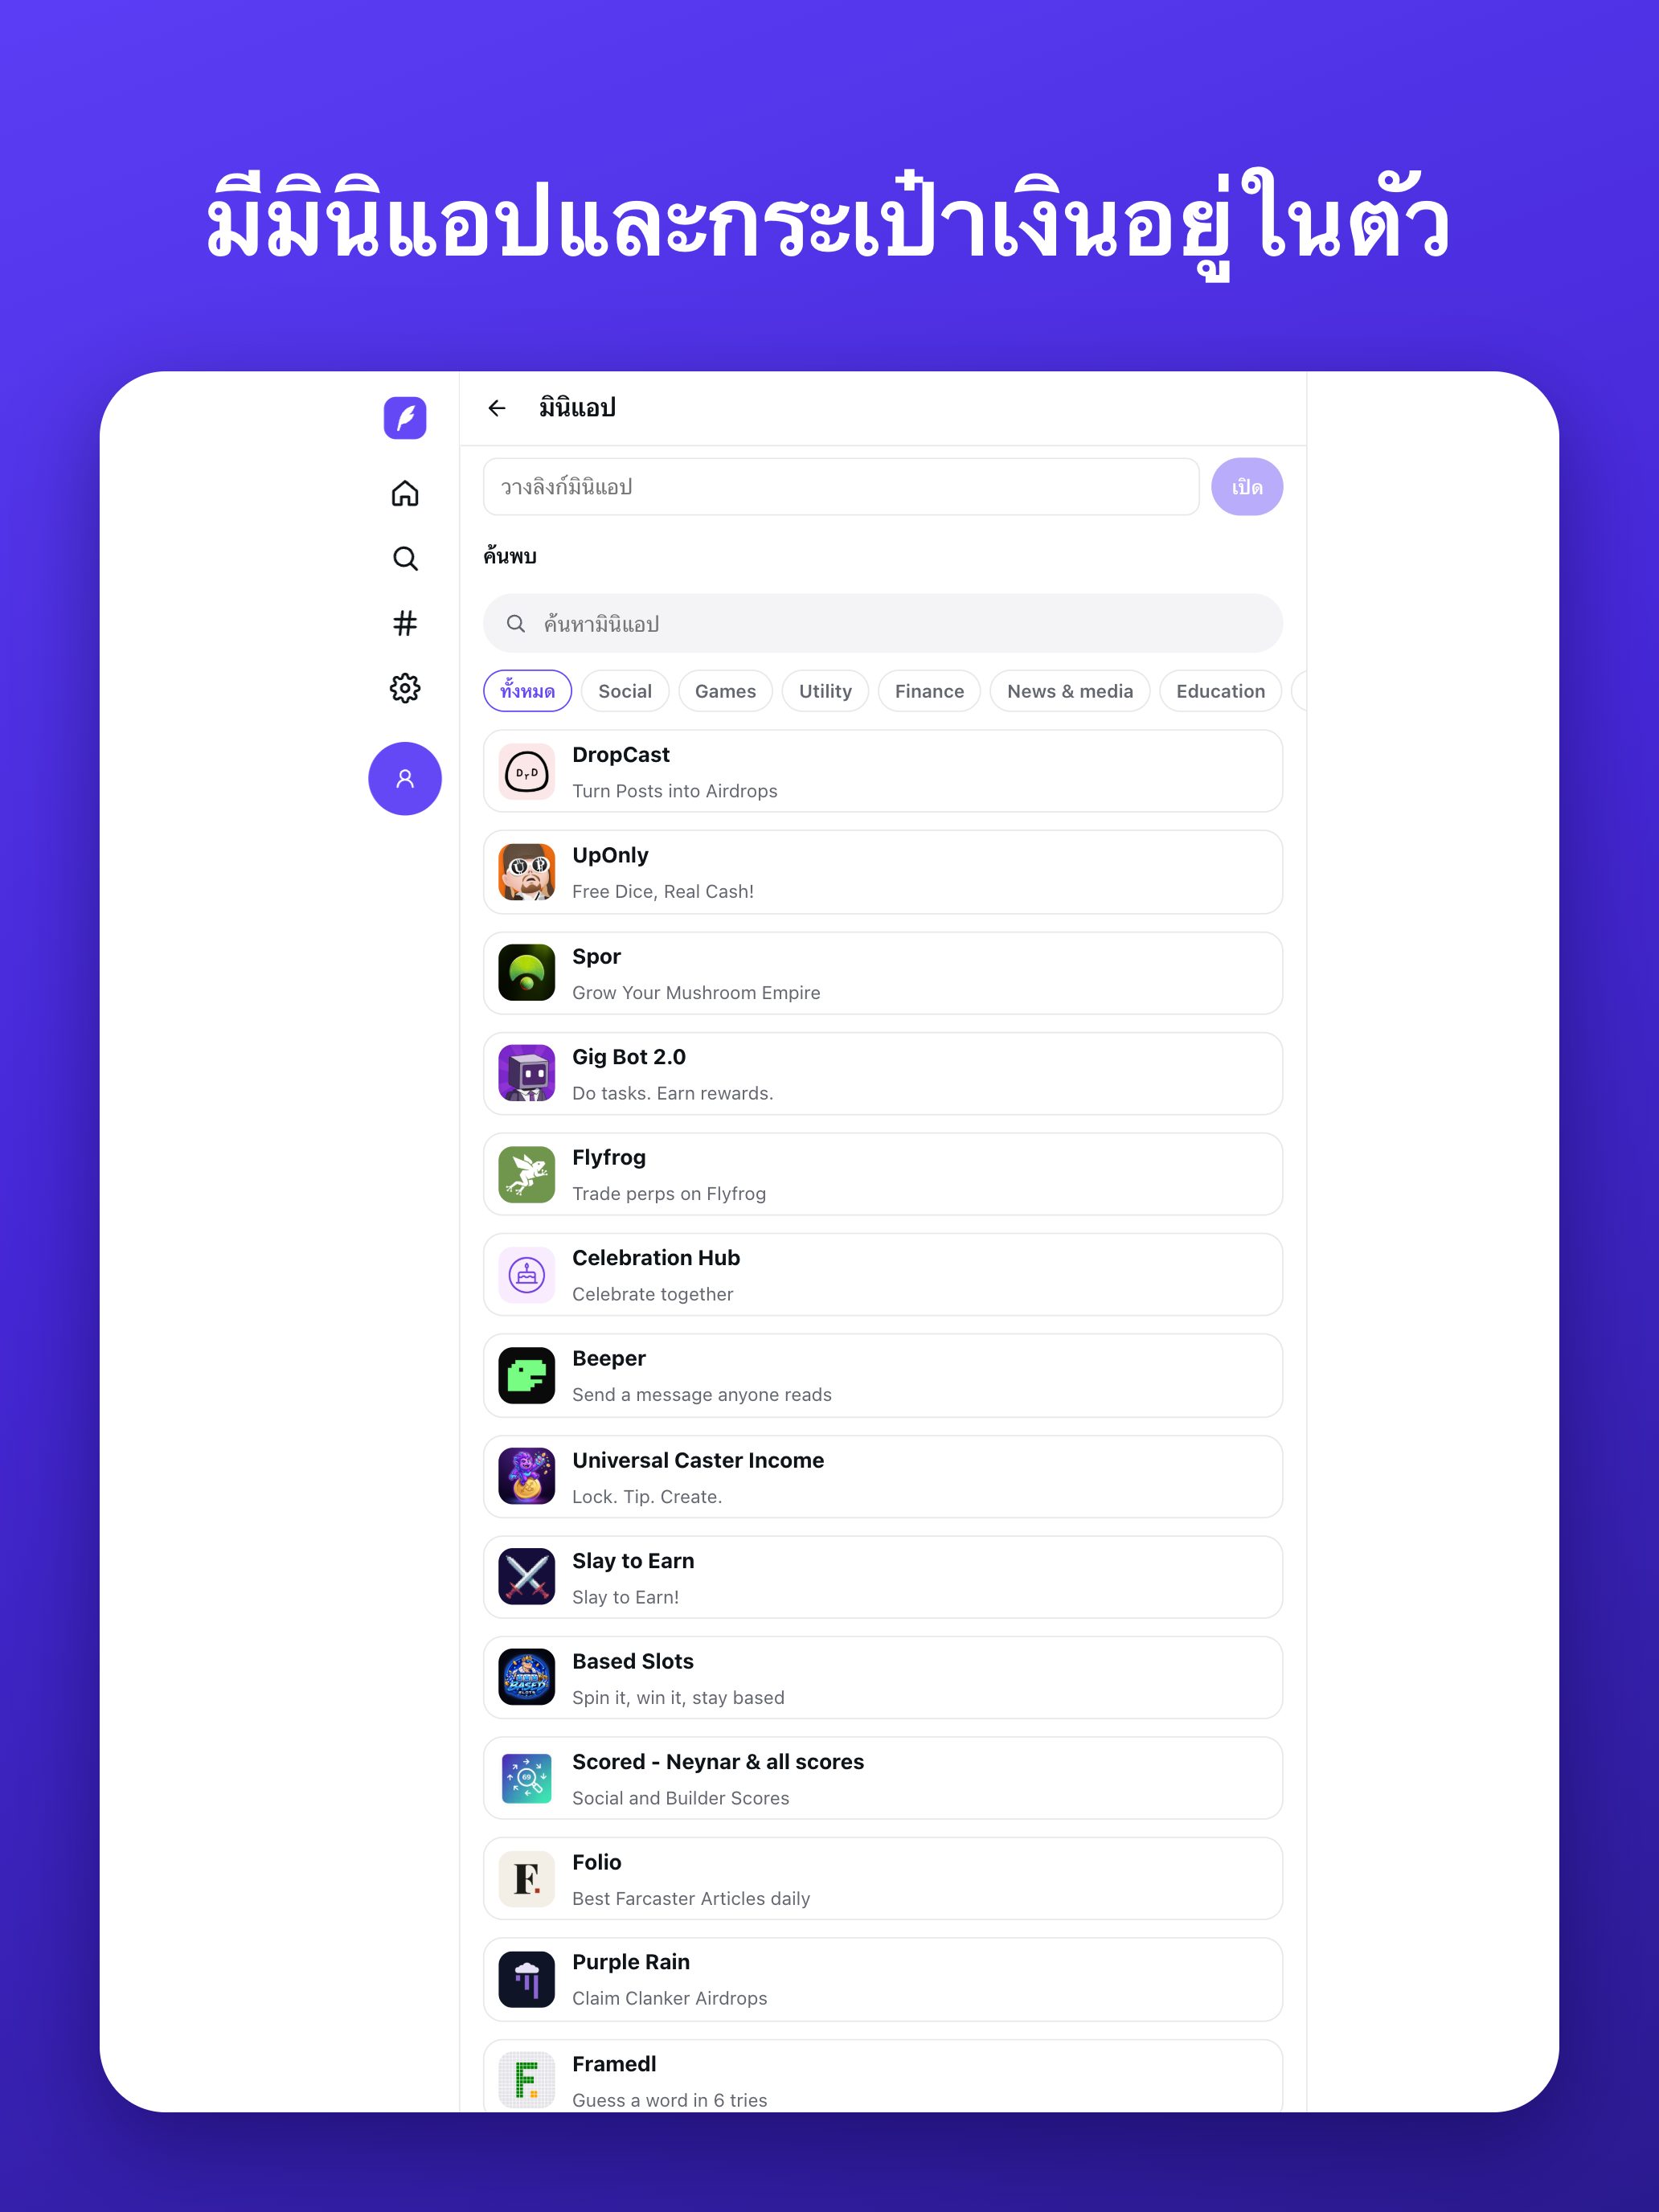 มีมินิแอปและกระเป๋าเงินอยู่ในตัว
มินิแอป
วางลิงก์มินิแอป
เปิด
ค้นพบ
ค้นหามินิแอป
ทั้งหมด Social Games Utility Finance News & media Education
DropCast
Turn Posts into Airdrops
UpOnly
Free Dice, Real Cash!
Spor
Grow Your Mushroom Empire
Gig Bot 2.0
Do tasks. Earn rewards.
Flyfrog
Trade perps on Flyfrog
Celebration Hub
Celebrate together
Beeper
Send a message anyone reads
Universal Caster Income
Lock. Tip. Create.
Slay to Earn
Slay to Earn!
Based Slots
Spin it, win it, stay based
Scored - Neynar & all scores
Social and Builder Scores
Folio
Best Farcaster Articles daily
Purple Rain
Claim Clanker Airdrops
Framedl
Guess a word in 6 tries